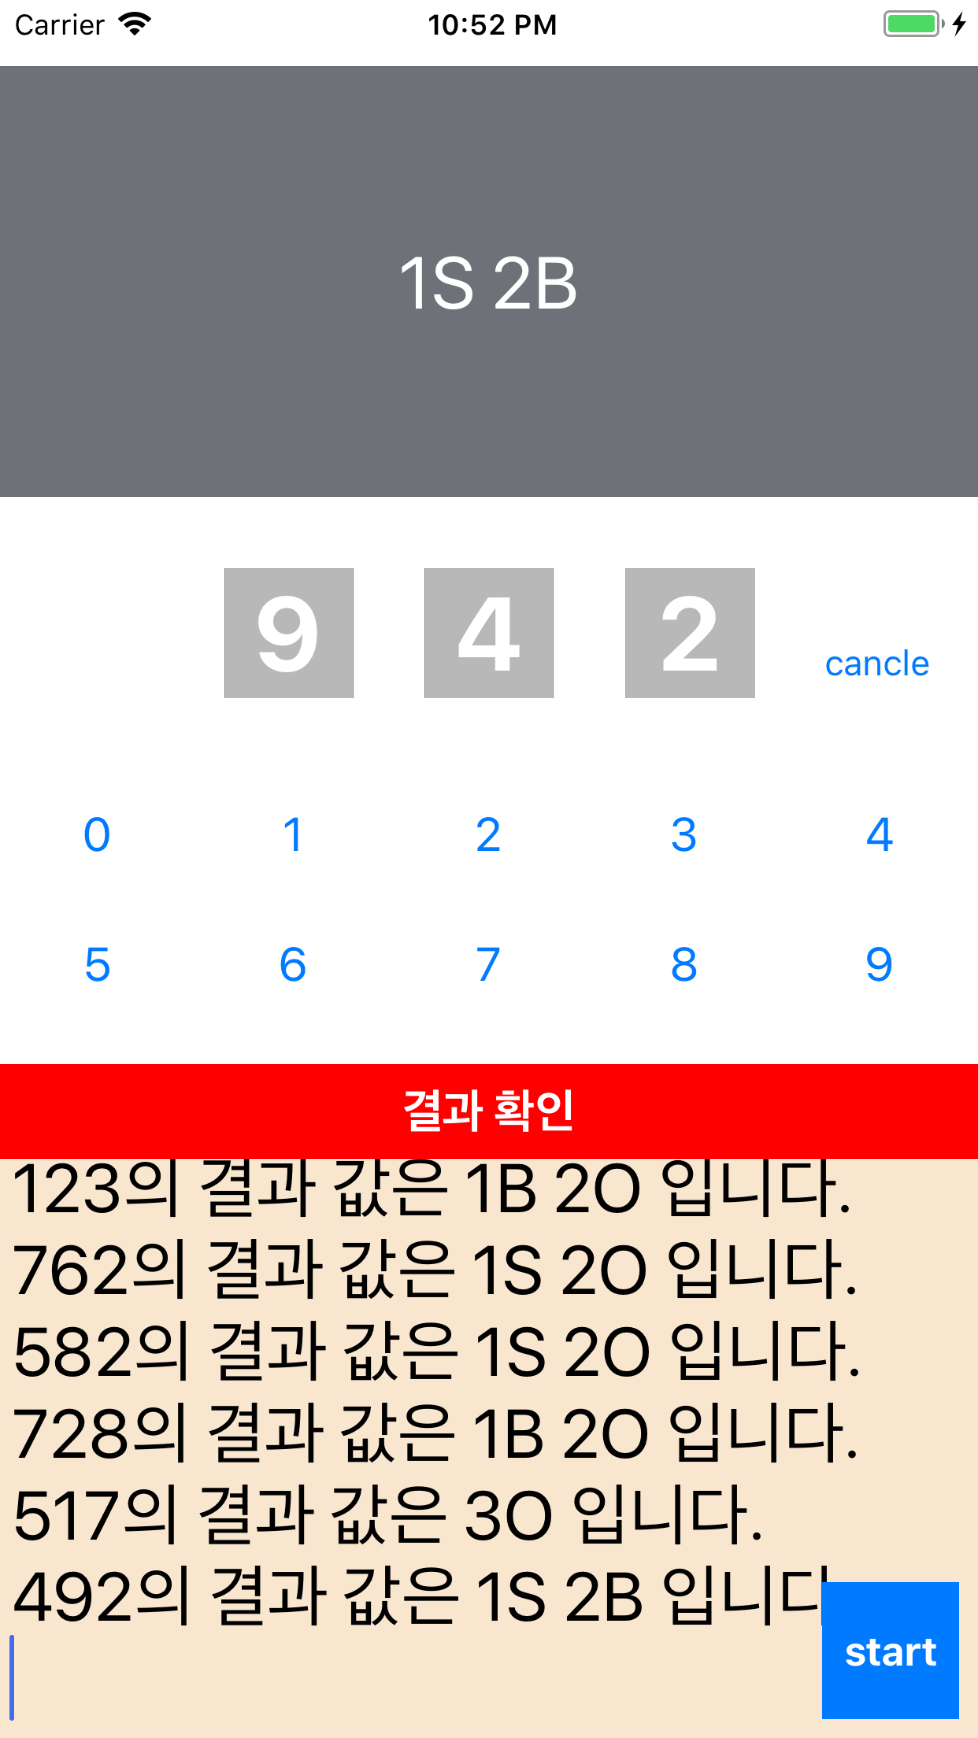 Carrier 10:52 PM
1S 2B
9 4 2
cancle
0 1 2 3 4
5 6 7 8 9
결과 확인
123의 결과 값은 1B 2O 입니다.
762의 결과 값은 1S 2O 입니다.
582의 결과 값은 1S 2O 입니다.
728의 결과 값은 1B 2O 입니다.
517의 결과 값은 3O 입니다.
492의 결과 값은 1S 2B 입니다
start